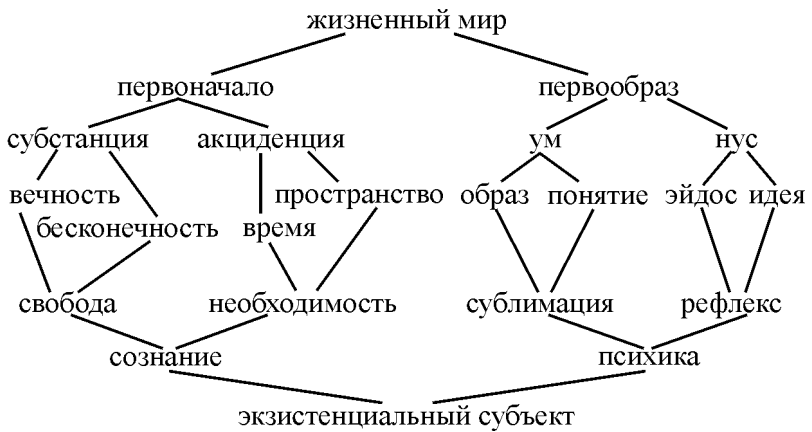 жизненный мир
первоначало первообраз
субстанция акциденция ум нус
вечность пространство образ понятие эйдос идея
бесконечность время
свобода необходимость сублимация рефлекс
сознание психика
экзистенциальный субъект